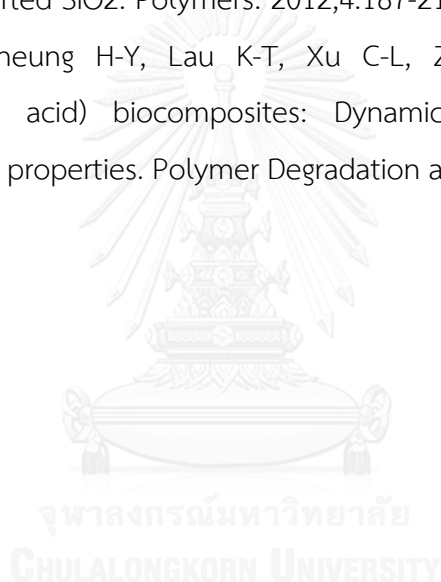 rted SiO2. Polymers. 2012,4.187-21
heung H-Y, Lau K-T, Xu C-L, Z
acid) biocomposites: Dynamic
properties. Polymer Degradation a
จุฬาลงกรณ์มหาวิทยาลัย
CHULALONGKORN UNIVERSITY